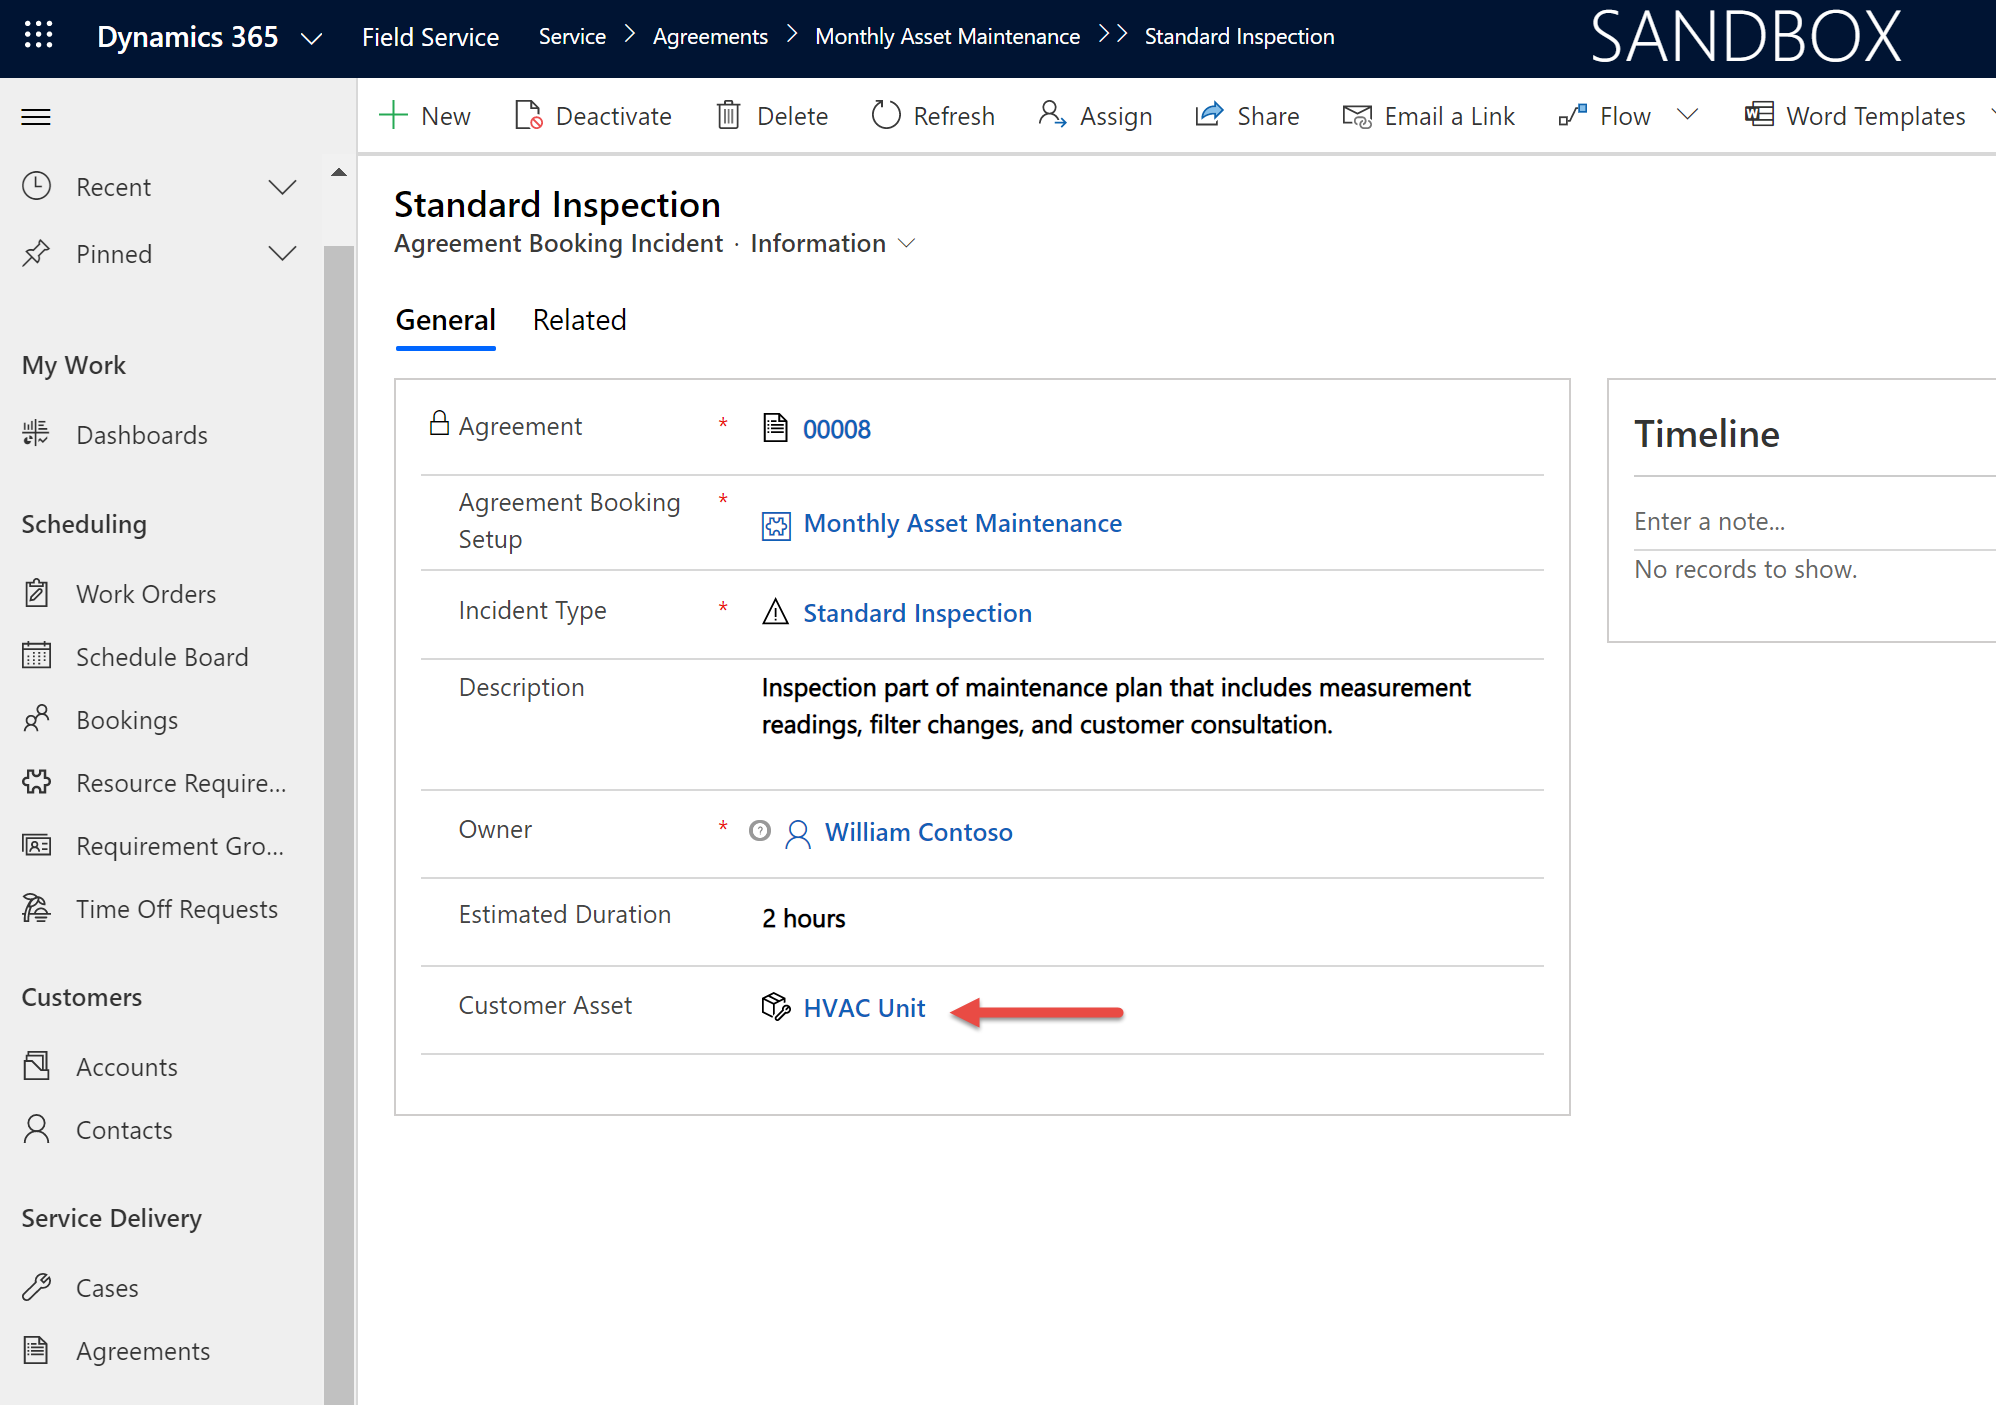 Dynamics 365
Field Service
Service
Agreements
Monthly Asset Maintenance
Standard Inspection
SANDBOX
New
Deactivate
Delete
Refresh
Assign
Share
Email a Link
Flow
Word Templates
Recent
Pinned
My Work
Dashboards
Scheduling
Work Orders
Schedule Board
Bookings
Resource Require...
Requirement Gro...
Time Off Requests
Customers
Accounts
Contacts
Service Delivery
Cases
Agreements
Standard Inspection
Agreement Booking Incident · Information
General
Related
Agreement * 00008
Agreement Booking
Setup
* Monthly Asset Maintenance
Incident Type * Standard Inspection
Description
Inspection part of maintenance plan that includes measurement
readings, filter changes, and customer consultation.
Owner * William Contoso
Estimated Duration 2 hours
Customer Asset HVAC Unit
Timeline
Enter a note...
No records to show.